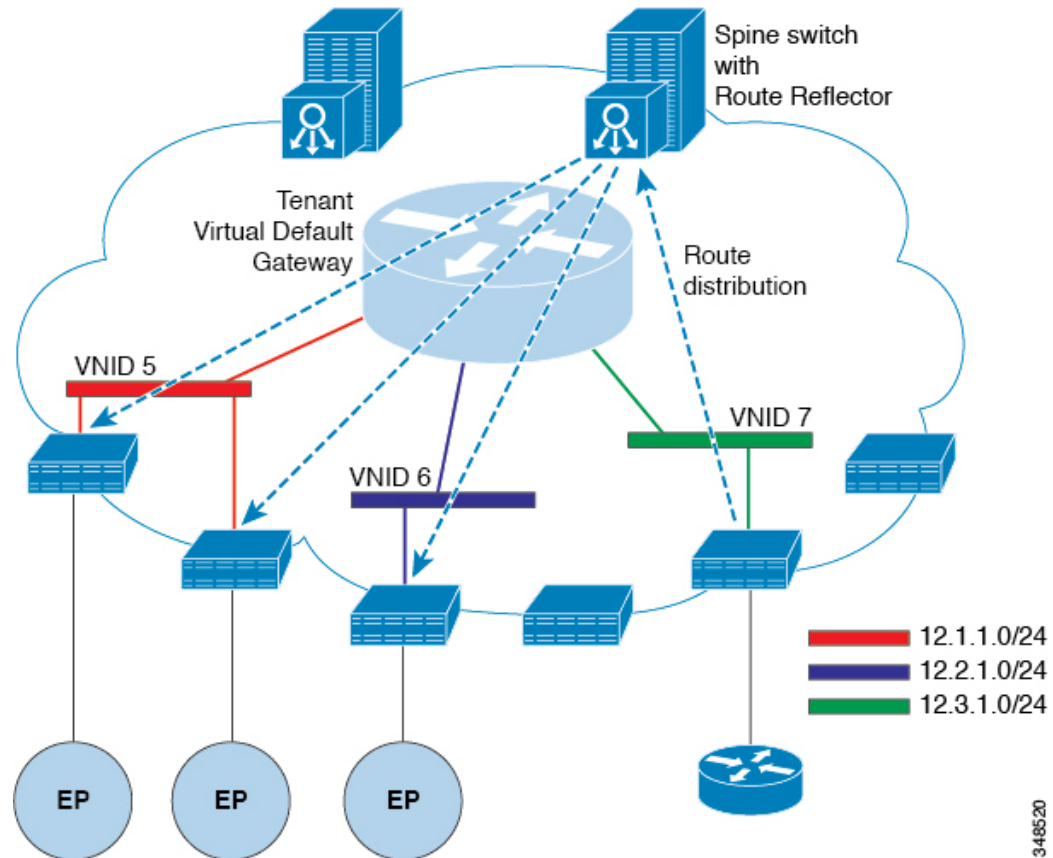 Spine switch
with
Route Reflector
Tenant
Virtual Default
Gateway
Route
distribution
VNID 5
VNID 7
VNID 6
12.1.1.0/24
12.2.1.0/24
12.3.1.0/24
EP
EP
EP
348520